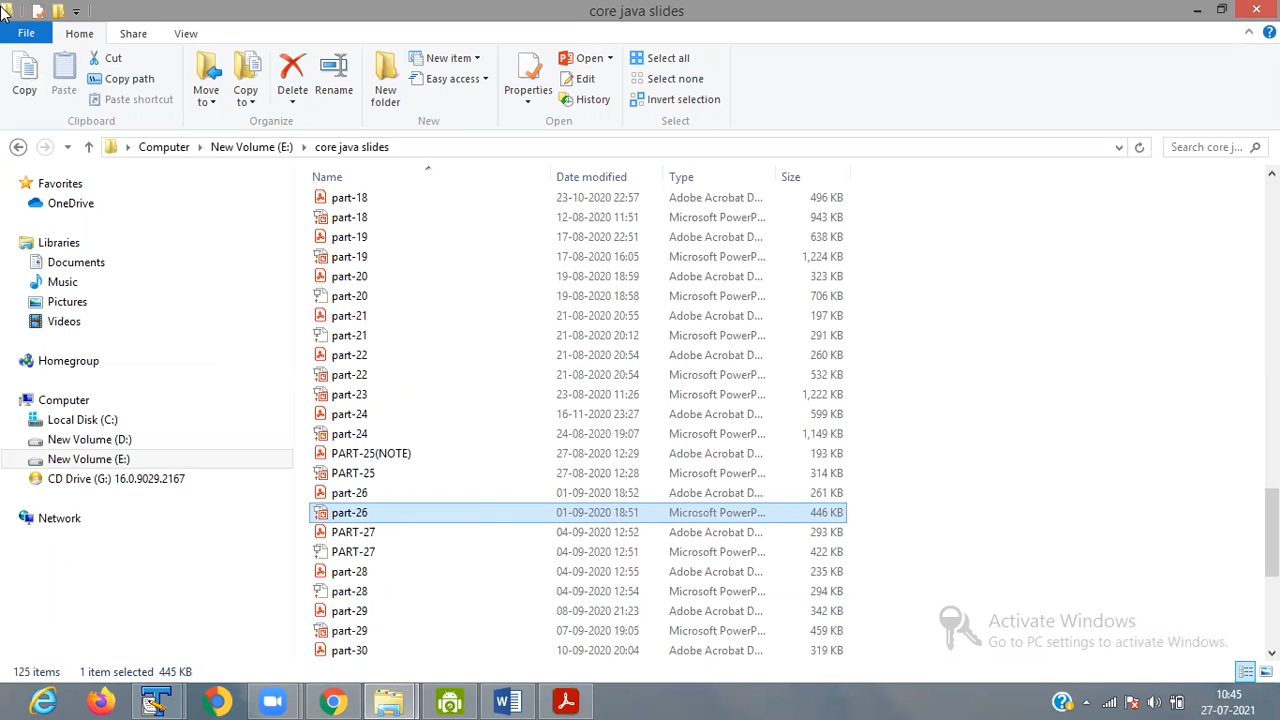 core java slides
File Home Share View
Copy Paste Cut Copy path Paste shortcut Move to Copy to Delete Rename New folder New item Easy access Properties Open Edit History Select all Select none Invert selection
Clipboard Organize New Open Select
Computer New Volume (E:) core java slides Search core j...
Name Date modified Type Size
Favorites
OneDrive
Libraries
Documents
Music
Pictures
Videos
Homegroup
Computer
Local Disk (C:)
New Volume (D:)
New Volume (E:)
CD Drive (G:) 16.0.9029.2167
Network
part-18 23-10-2020 22:57 Adobe Acrobat D... 496 KB
part-18 12-08-2020 11:51 Microsoft PowerP... 943 KB
part-19 17-08-2020 22:51 Adobe Acrobat D... 638 KB
part-19 17-08-2020 16:05 Microsoft PowerP... 1,224 KB
part-20 19-08-2020 18:59 Adobe Acrobat D... 323 KB
part-20 19-08-2020 18:58 Microsoft PowerP... 706 KB
part-21 21-08-2020 20:55 Adobe Acrobat D... 197 KB
part-21 21-08-2020 20:12 Microsoft PowerP... 291 KB
part-22 21-08-2020 20:54 Adobe Acrobat D... 260 KB
part-22 21-08-2020 20:54 Microsoft PowerP... 532 KB
part-23 23-08-2020 11:26 Microsoft PowerP... 1,222 KB
part-24 16-11-2020 23:27 Adobe Acrobat D... 599 KB
part-24 24-08-2020 19:07 Microsoft PowerP... 1,149 KB
PART-25(NOTE) 27-08-2020 12:29 Adobe Acrobat D... 193 KB
PART-25 27-08-2020 12:28 Microsoft PowerP... 314 KB
part-26 01-09-2020 18:52 Adobe Acrobat D... 261 KB
part-26 01-09-2020 18:51 Microsoft PowerP... 446 KB
PART-27 04-09-2020 12:52 Adobe Acrobat D... 293 KB
PART-27 04-09-2020 12:51 Microsoft PowerP... 422 KB
part-28 04-09-2020 12:55 Adobe Acrobat D... 235 KB
part-28 04-09-2020 12:54 Microsoft PowerP... 294 KB
part-29 08-09-2020 21:23 Adobe Acrobat D... 342 KB
part-29 07-09-2020 19:05 Microsoft PowerP... 459 KB
part-30 10-09-2020 20:04 Adobe Acrobat D... 319 KB
Activate Windows
Go to PC settings to activate Windows.
125 items 1 item selected 445 KB
10:45
27-07-2021